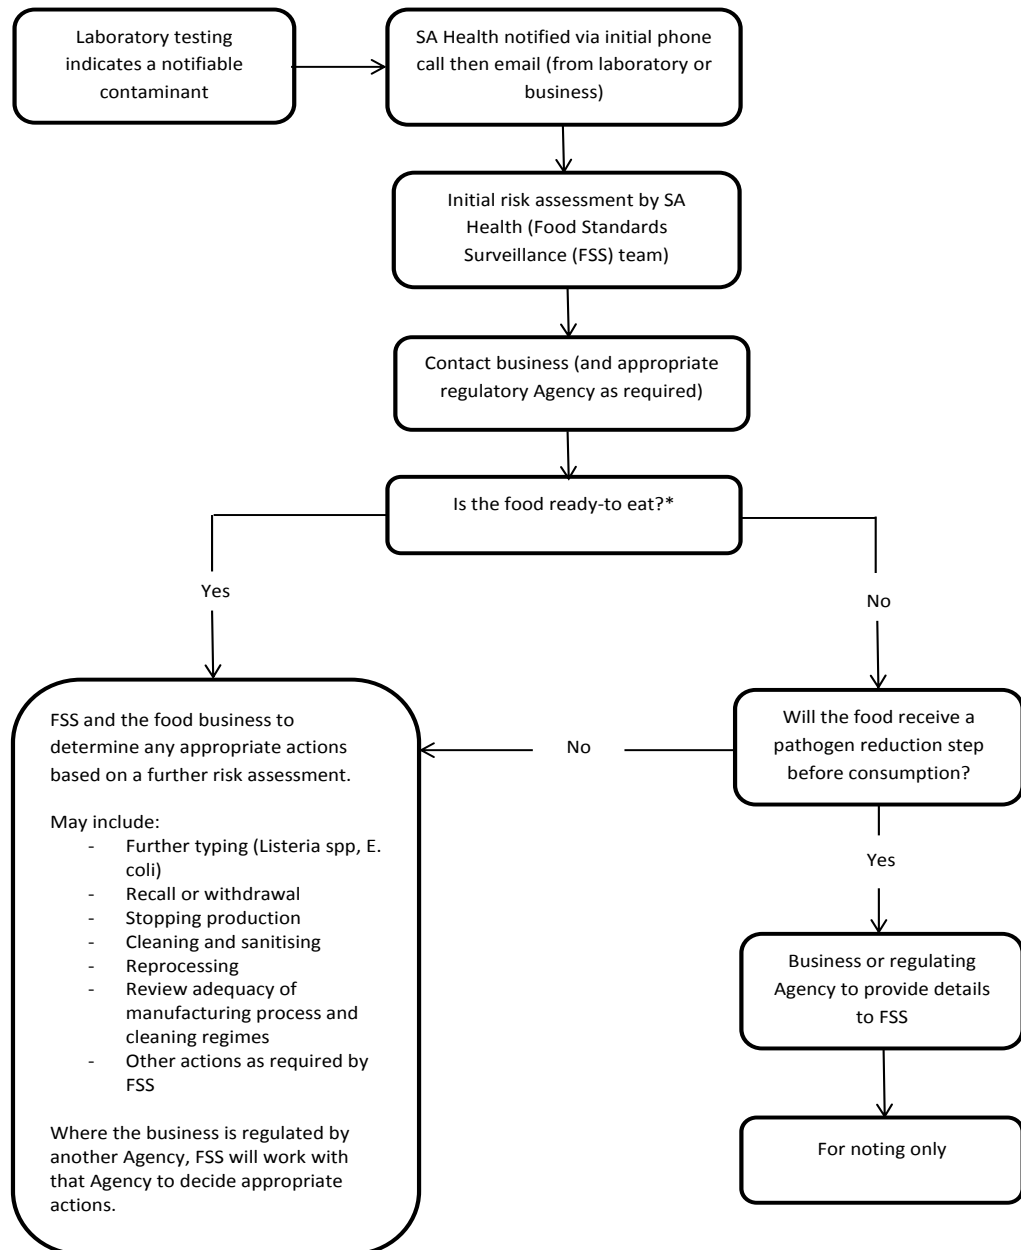 Laboratory testing
indicates a notifiable
contaminant
SA Health notified via initial phone
call then email (from laboratory or
business)
Initial risk assessment by SA
Health (Food Standards
Surveillance (FSS) team)
Contact business (and appropriate
regulatory Agency as required)
Is the food ready-to eat?*
Yes
No
FSS and the food business to
determine any appropriate actions
based on a further risk assessment.
May include:
- Further typing (Listeria spp, E.
coli)
- Recall or withdrawal
- Stopping production
- Cleaning and sanitising
- Reprocessing
- Review adequacy of
manufacturing process and
cleaning regimes
- Other actions as required by
FSS
Where the business is regulated by
another Agency, FSS will work with
that Agency to decide appropriate
actions.
No
Will the food receive a
pathogen reduction step
before consumption?
Yes
Business or regulating
Agency to provide details
to FSS
For noting only